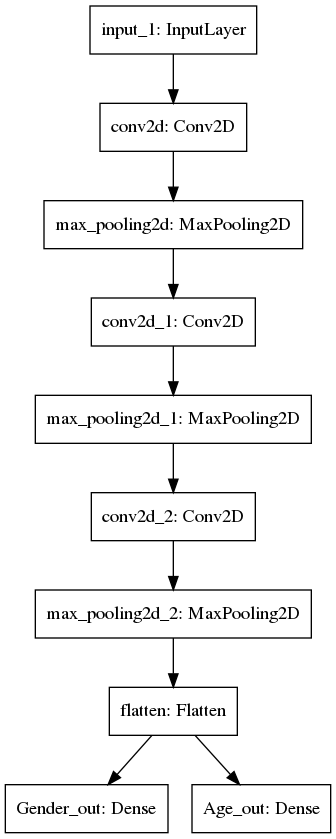 input_1: InputLayer
conv2d: Conv2D
max_pooling2d: MaxPooling2D
conv2d_1: Conv2D
max_pooling2d_1: MaxPooling2D
conv2d_2: Conv2D
max_pooling2d_2: MaxPooling2D
flatten: Flatten
Gender_out: Dense
Age_out: Dense